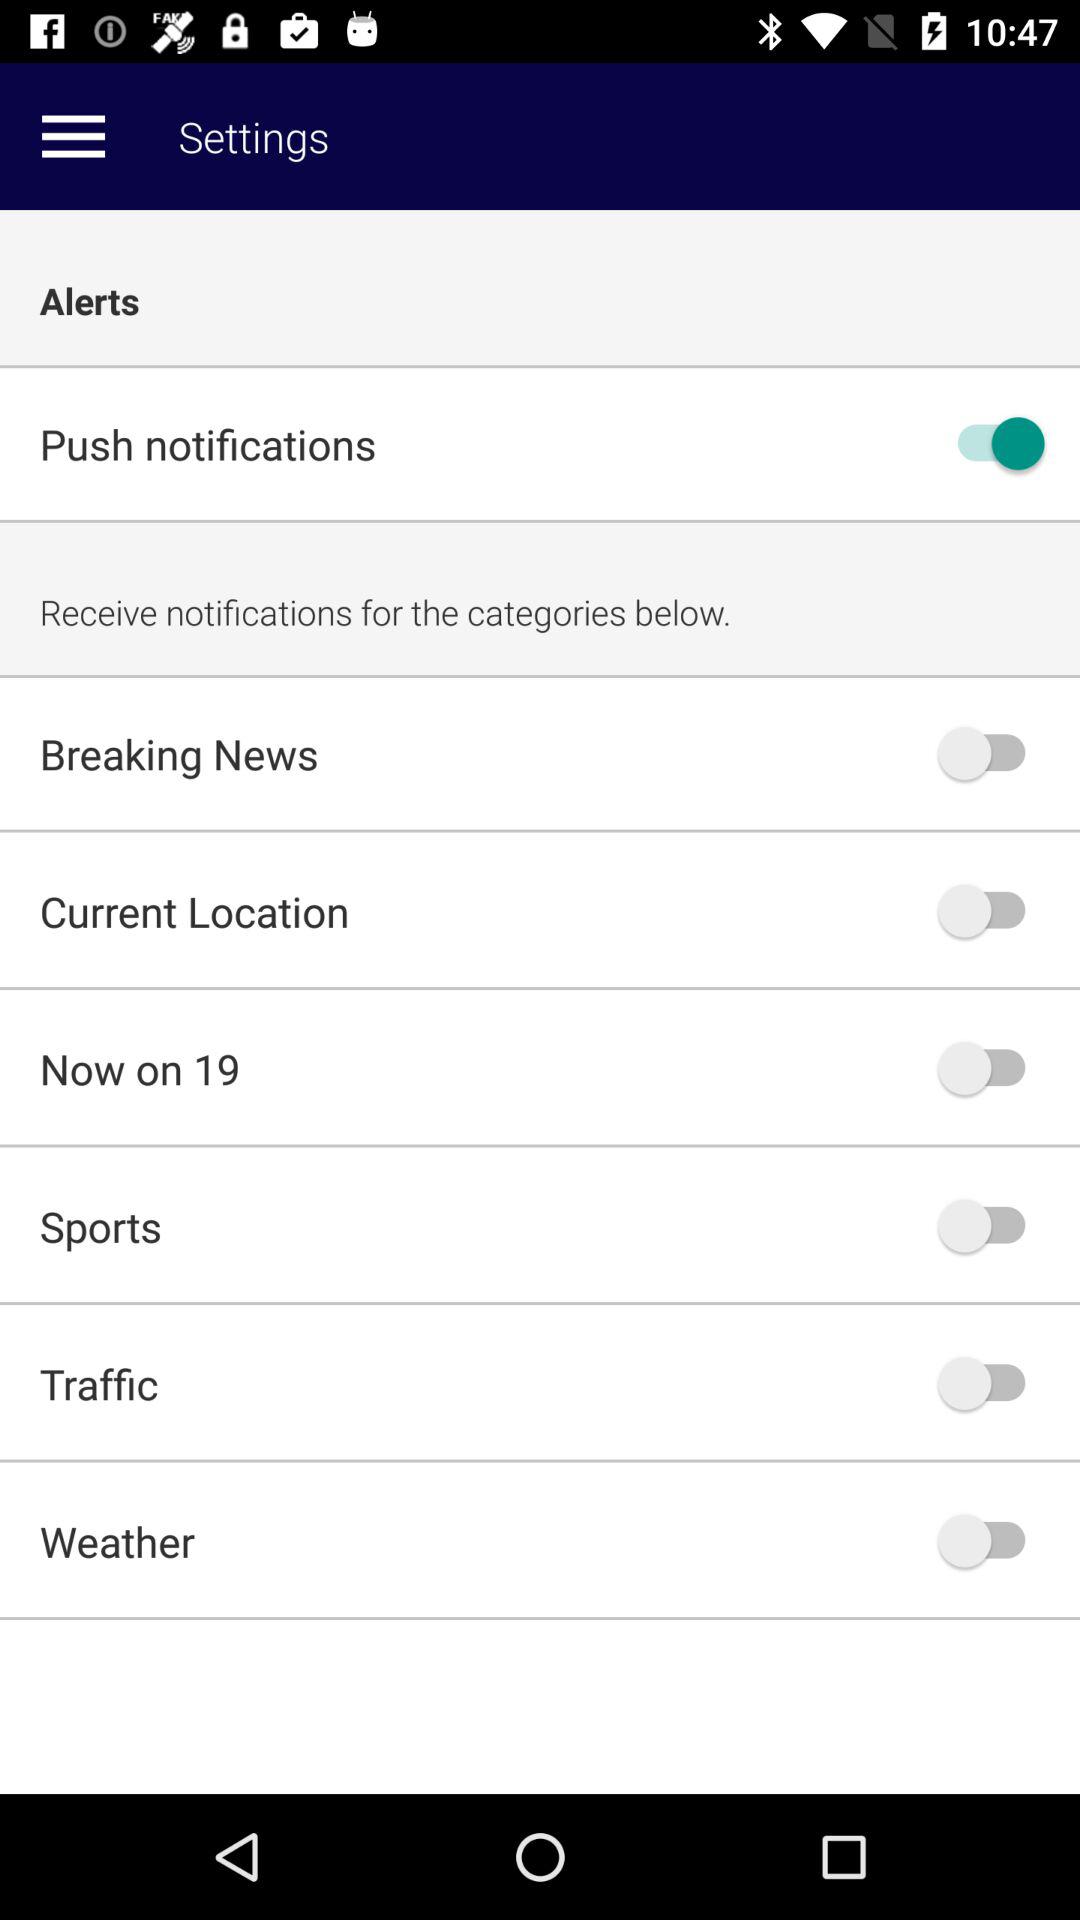 FAKE
10:47
Settings
Alerts
Push notifications
Receive notifications for the categories below.
Breaking News
Current Location
Now on 19
Sports
Traffic
Weather